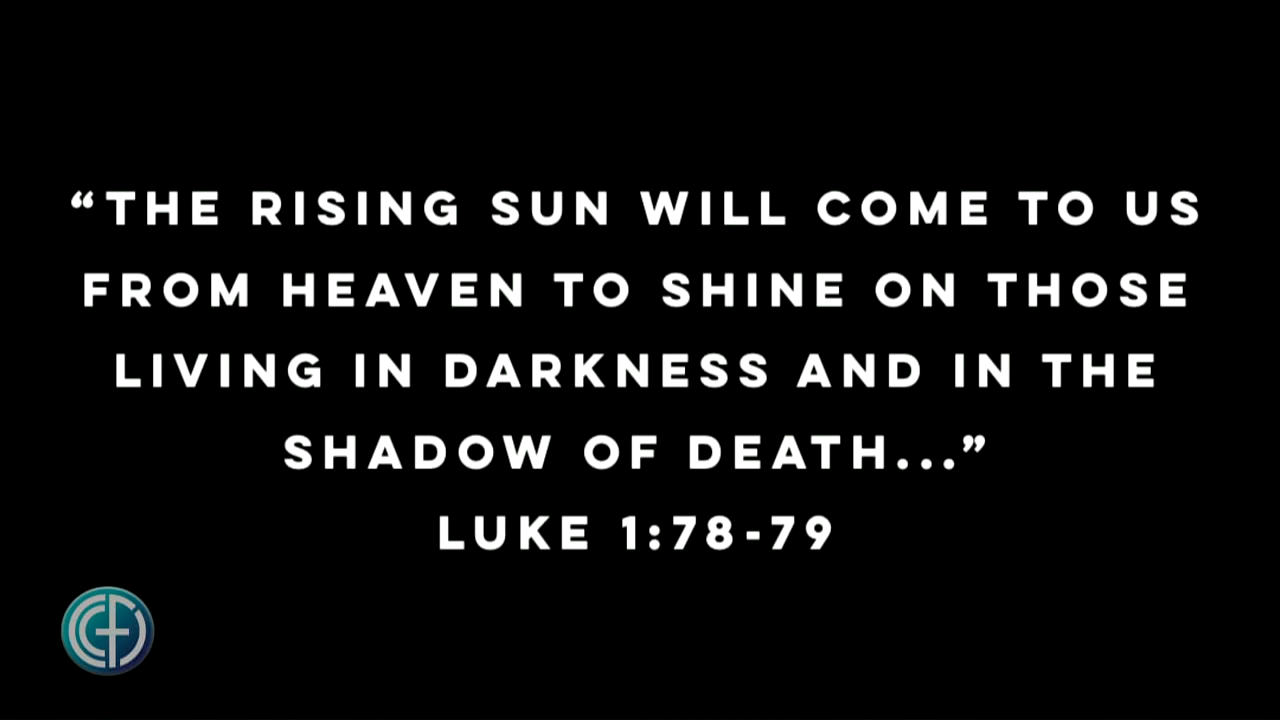 “THE RISING SUN WILL COME TO US
FROM HEAVEN TO SHINE ON THOSE
LIVING IN DARKNESS AND IN THE
SHADOW OF DEATH...”
LUKE 1:78-79